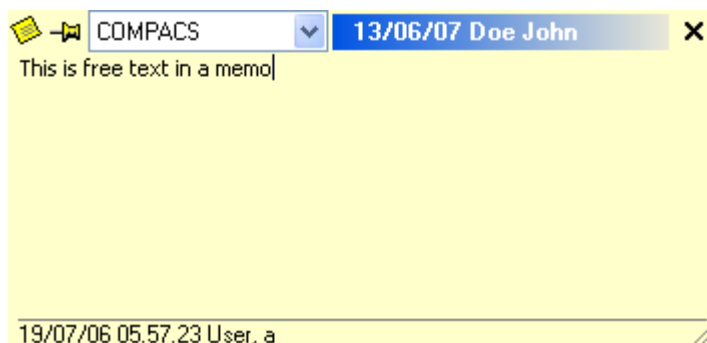 COMPACS 13/06/07 Doe John
This is free text in a memo
19/07/06 05.57.23 User, a